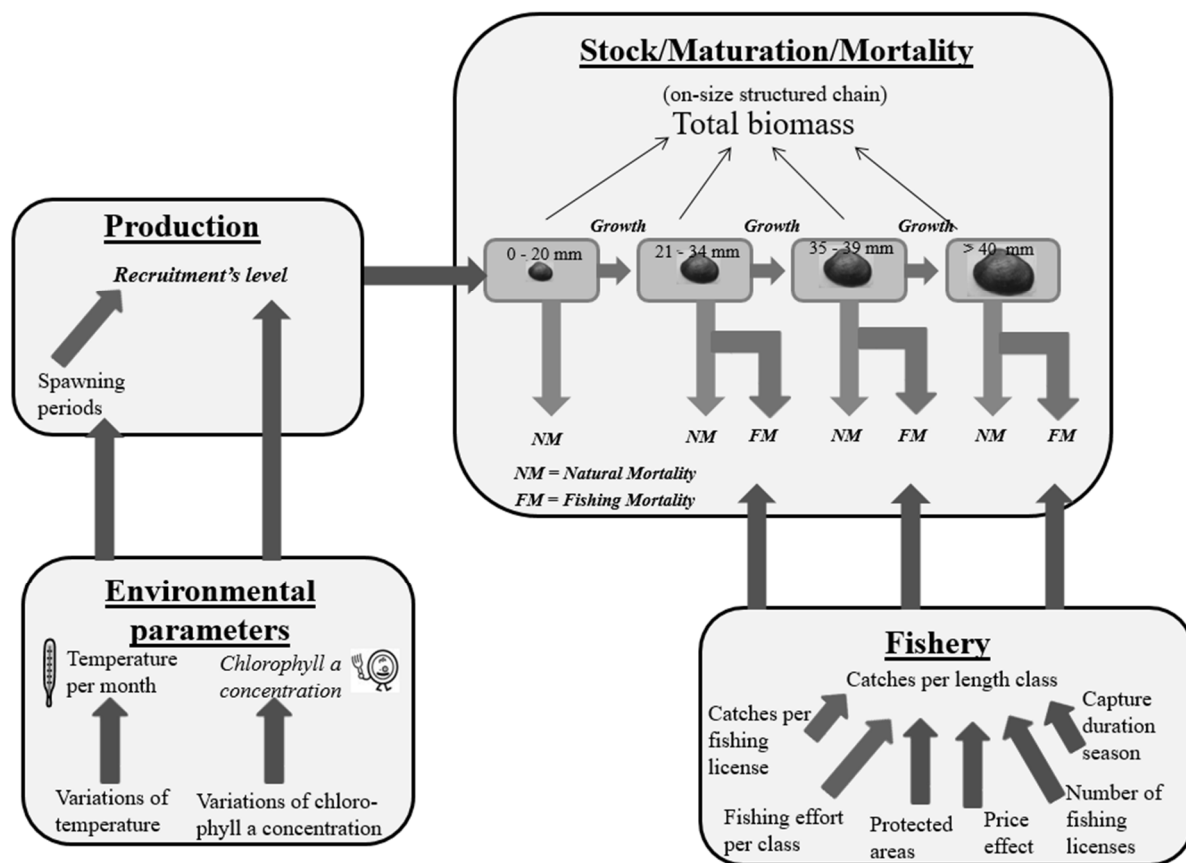 Stock/Maturation/Mortality
(on-size structured chain)
Total biomass
Growth
Growth
Growth
0 - 20 mm
21 - 34 mm
35 - 39 mm
> 40 mm
NM
NM
FM
NM
FM
NM
FM
NM = Natural Mortality
FM = Fishing Mortality
Production
Recruitment's level
Spawning
periods
Environmental
parameters
Temperature
per month
Chlorophyll a
concentration
Variations of
temperature
Variations of chloro-
phyll a concentration
Fishery
Catches per length class
Catches per
fishing
license
Capture
duration
season
Fishing effort
per class
Protected
areas
Price
effect
Number of
fishing
licenses